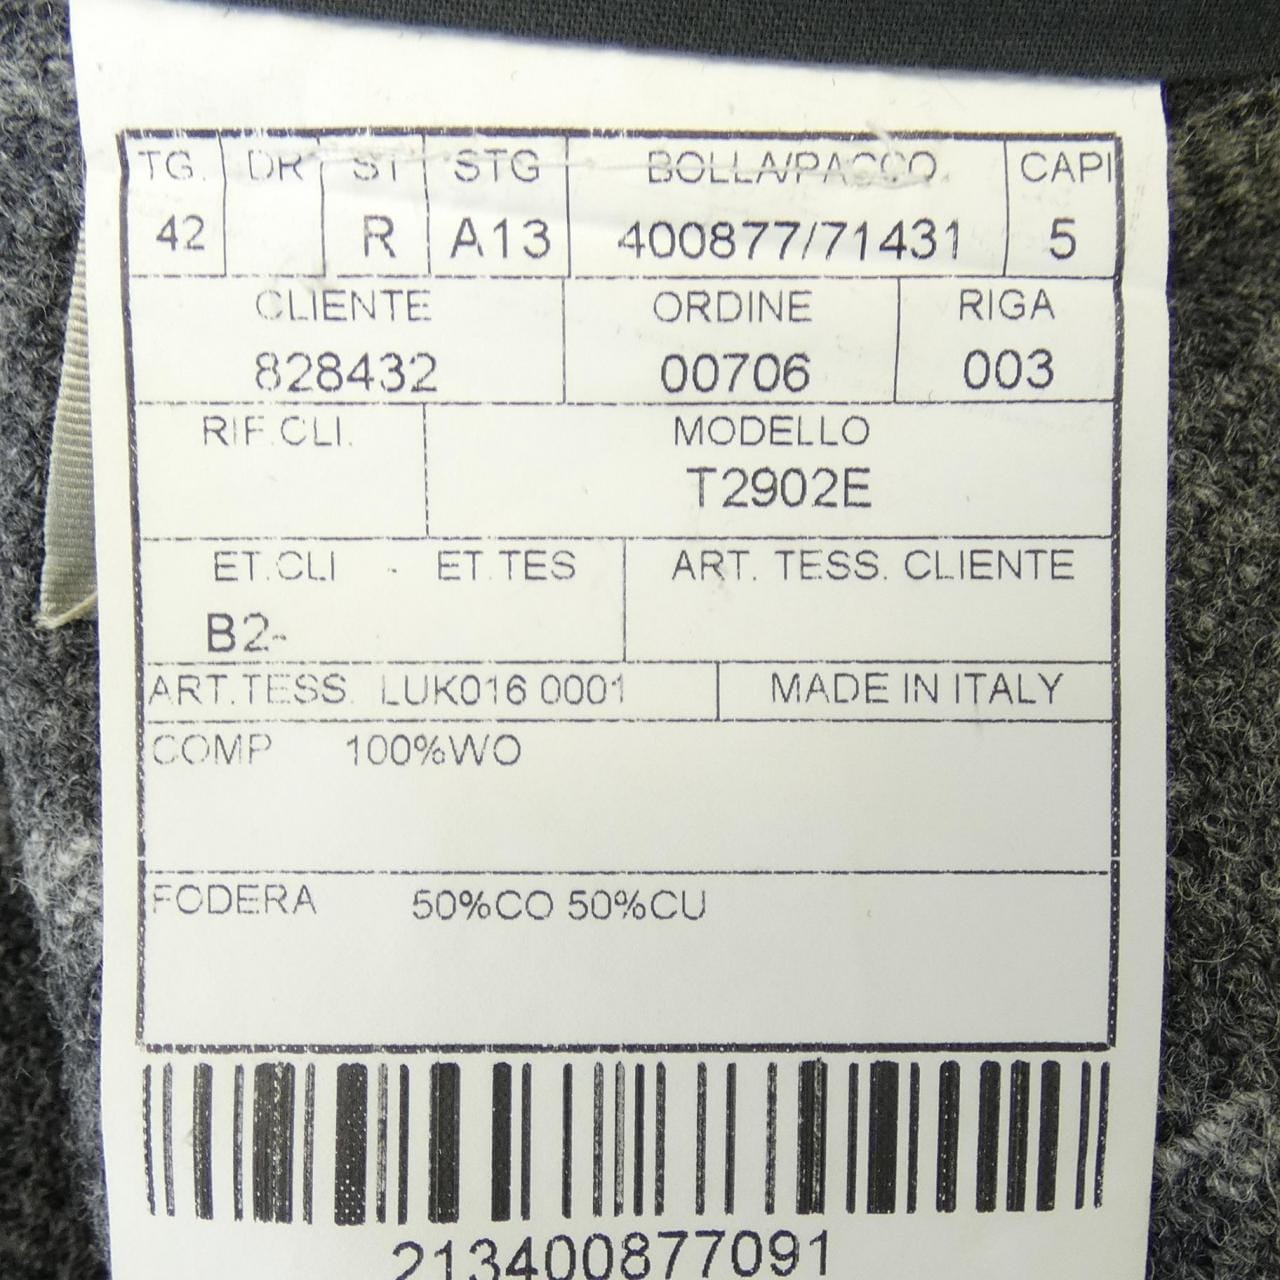 TG. DR ST STG BOLLA/PACCO CAPI
42 R A13 400877/71431 5
CLIENTE ORDINE RIGA
828432 00706 003
RIF.CLI. MODELLO
T2902E
ET.CLI - ET.TES ART. TESS. CLIENTE
B2-
ART.TESS. LUK016 0001 MADE IN ITALY
COMP 100%WO
FODERA 50%CO 50%CU
213400877091